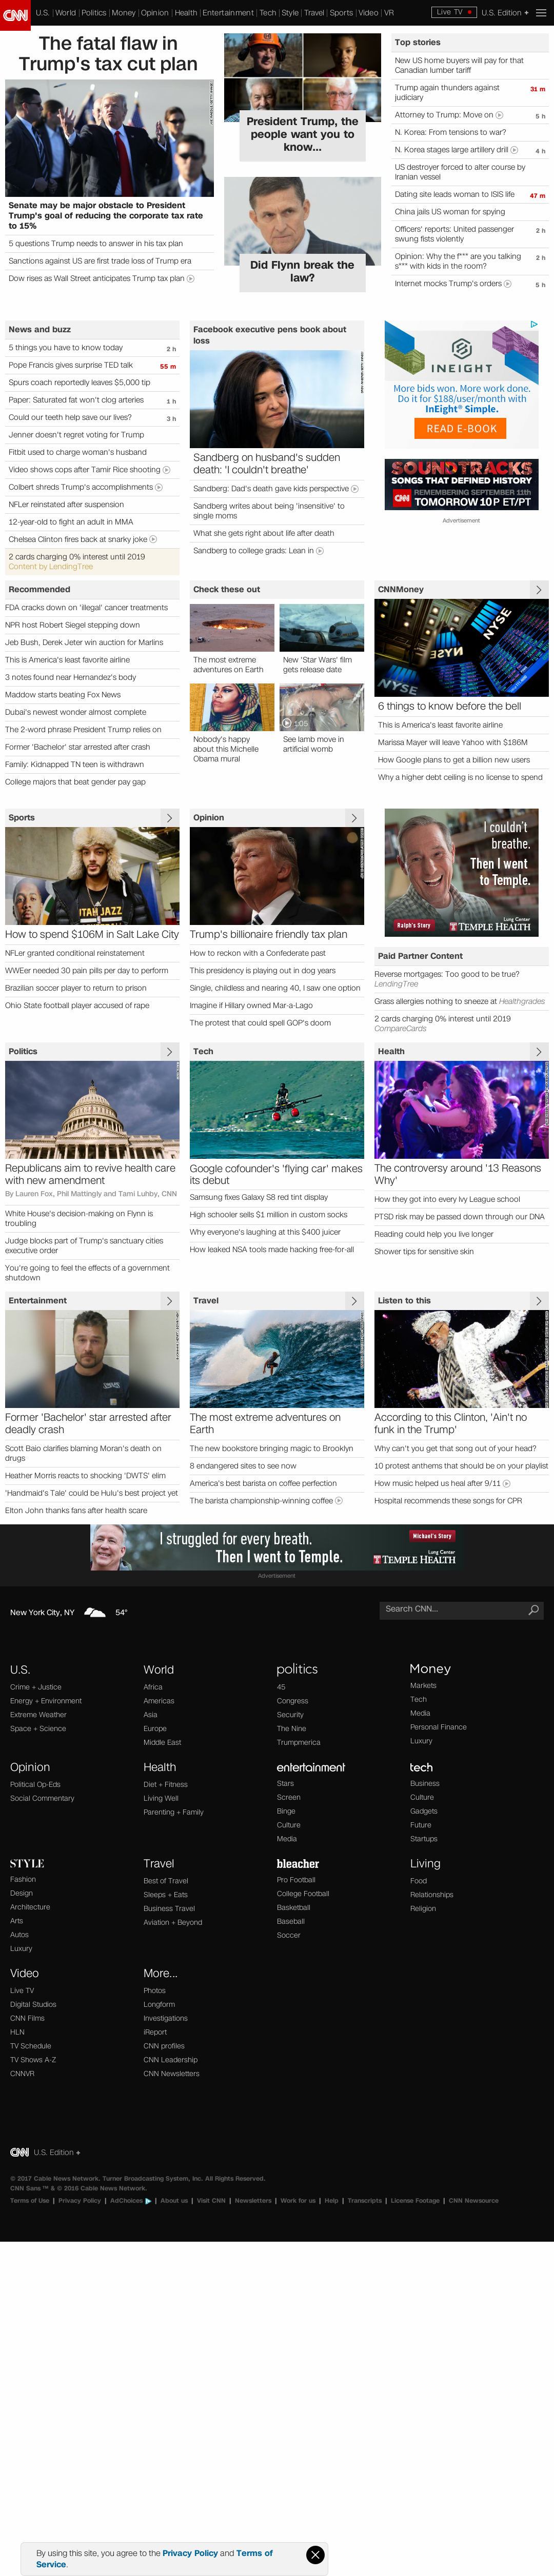 CNN
U.S. World Politics Money Opinion Health Entertainment Tech Style Travel Sports Video VR
Live TV
U.S. Edition +
The fatal flaw in
Trump's tax cut plan
Senate may be major obstacle to President
Trump's goal of reducing the corporate tax rate
to 15%
5 questions Trump needs to answer in his tax plan
Sanctions against US are first trade loss of Trump era
Dow rises as Wall Street anticipates Trump tax plan
President Trump, the
people want you to
know...
Did Flynn break the
law?
Top stories
New US home buyers will pay for that
Canadian lumber tariff
Trump again thunders against
judiciary
31 m
Attorney to Trump: Move on
5 h
N. Korea: From tensions to war?
N. Korea stages large artillery drill
4 h
US destroyer forced to alter course by
Iranian vessel
Dating site leads woman to ISIS life
47 m
China jails US woman for spying
Officers' reports: United passenger
swung fists violently
2 h
Opinion: Why the f*** are you talking
s*** with kids in the room?
2 h
Internet mocks Trump's orders
5 h
News and buzz
5 things you have to know today
2 h
Pope Francis gives surprise TED talk
55 m
Spurs coach reportedly leaves $5,000 tip
Paper: Saturated fat won't clog arteries
1 h
Could our teeth help save our lives?
3 h
Jenner doesn't regret voting for Trump
Fitbit used to charge woman's husband
Video shows cops after Tamir Rice shooting
Colbert shreds Trump's accomplishments
NFLer reinstated after suspension
12-year-old to fight an adult in MMA
Chelsea Clinton fires back at snarky joke
2 cards charging 0% interest until 2019
Content by LendingTree
Facebook executive pens book about
loss
Sandberg on husband's sudden
death: 'I couldn't breathe'
Sandberg: Dad's death gave kids perspective
Sandberg writes about being 'insensitive' to
single moms
What she gets right about life after death
Sandberg to college grads: Lean in
INEIGHT
More bids won. More work done.
Do it for $188/user/month with
InEight® Simple.
READ E-BOOK
SOUNDTRACKS
SONGS THAT DEFINED HISTORY
CNN
REMEMBERING SEPTEMBER 11TH
TOMORROW 10P ET/PT
Advertisement
Recommended
FDA cracks down on 'illegal' cancer treatments
NPR host Robert Siegel stepping down
Jeb Bush, Derek Jeter win auction for Marlins
This is America's least favorite airline
3 notes found near Hernandez's body
Maddow starts beating Fox News
Dubai's newest wonder almost complete
The 2-word phrase President Trump relies on
Former 'Bachelor' star arrested after crash
Family: Kidnapped TN teen is withdrawn
College majors that beat gender pay gap
Check these out
The most extreme
adventures on Earth
New 'Star Wars' film
gets release date
Nobody's happy
about this Michelle
Obama mural
1:05
See lamb move in
artificial womb
CNNMoney
NYSE
NYSE
6 things to know before the bell
This is America's least favorite airline
Marissa Mayer will leave Yahoo with $186M
How Google plans to get a billion new users
Why a higher debt ceiling is no license to spend
Sports
UTAH JAZZ
How to spend $106M in Salt Lake City
NFLer granted conditional reinstatement
WWEer needed 30 pain pills per day to perform
Brazilian soccer player to return to prison
Ohio State football player accused of rape
Opinion
Trump's billionaire friendly tax plan
How to reckon with a Confederate past
This presidency is playing out in dog years
Single, childless and nearing 40, I saw one option
Imagine if Hillary owned Mar-a-Lago
The protest that could spell GOP's doom
I couldn't
breathe.
Then I went
to Temple.
Ralph's Story
Lung Center
TEMPLE HEALTH
Paid Partner Content
Reverse mortgages: Too good to be true?
LendingTree
Grass allergies nothing to sneeze at Healthgrades
2 cards charging 0% interest until 2019
CompareCards
Politics
Republicans aim to revive health care
with new amendment
By Lauren Fox, Phil Mattingly and Tami Luhby, CNN
White House's decision-making on Flynn is
troubling
Judge blocks part of Trump's sanctuary cities
executive order
You're going to feel the effects of a government
shutdown
Tech
Google cofounder's 'flying car' makes
its debut
Samsung fixes Galaxy S8 red tint display
High schooler sells $1 million in custom socks
Why everyone's laughing at this $400 juicer
How leaked NSA tools made hacking free-for-all
Health
The controversy around '13 Reasons
Why'
How they got into every Ivy League school
PTSD risk may be passed down through our DNA
Reading could help you live longer
Shower tips for sensitive skin
Entertainment
Former 'Bachelor' star arrested after
deadly crash
Scott Baio clarifies blaming Moran's death on
drugs
Heather Morris reacts to shocking 'DWTS' elim
'Handmaid's Tale' could be Hulu's best project yet
Elton John thanks fans after health scare
Travel
The most extreme adventures on
Earth
The new bookstore bringing magic to Brooklyn
8 endangered sites to see now
America's best barista on coffee perfection
The barista championship-winning coffee
Listen to this
According to this Clinton, 'Ain't no
funk in the Trump'
Why can't you get that song out of your head?
10 protest anthems that should be on your playlist
How music helped us heal after 9/11
Hospital recommends these songs for CPR
I struggled for every breath.
Then I went to Temple.
Michael's Story
Lung Center
TEMPLE HEALTH
Advertisement
New York City, NY 54°
Search CNN...
U.S.
Crime + Justice
Energy + Environment
Extreme Weather
Space + Science
World
Africa
Americas
Asia
Europe
Middle East
politics
45
Congress
Security
The Nine
Trumpmerica
Money
Markets
Tech
Media
Personal Finance
Luxury
Opinion
Political Op-Eds
Social Commentary
Health
Diet + Fitness
Living Well
Parenting + Family
entertainment
Stars
Screen
Binge
Culture
Media
tech
Business
Culture
Gadgets
Future
Startups
STYLE
Fashion
Design
Architecture
Arts
Autos
Luxury
Travel
Best of Travel
Sleeps + Eats
Business Travel
Aviation + Beyond
bleacher
Pro Football
College Football
Basketball
Baseball
Soccer
Living
Food
Relationships
Religion
Video
Live TV
Digital Studios
CNN Films
HLN
TV Schedule
TV Shows A-Z
CNNVR
More...
Photos
Longform
Investigations
iReport
CNN profiles
CNN Leadership
CNN Newsletters
CNN U.S. Edition +
© 2017 Cable News Network. Turner Broadcasting System, Inc. All Rights Reserved.
CNN Sans ™ & © 2016 Cable News Network.
Terms of Use | Privacy Policy | AdChoices | About us | Visit CNN | Newsletters | Work for us | Help | Transcripts | License Footage | CNN Newsource
By using this site, you agree to the Privacy Policy and Terms of
Service.